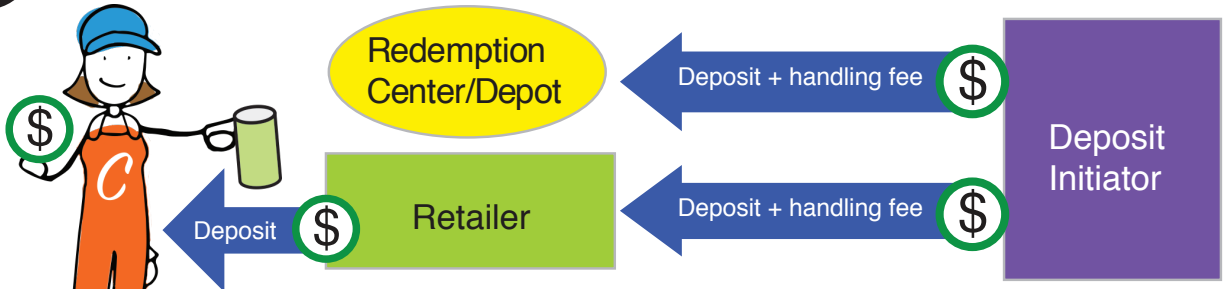 Redemption
Center/Depot
Deposit + handling fee
$
Deposit
Initiator
$
C
Deposit
$
Retailer
Deposit + handling fee
$